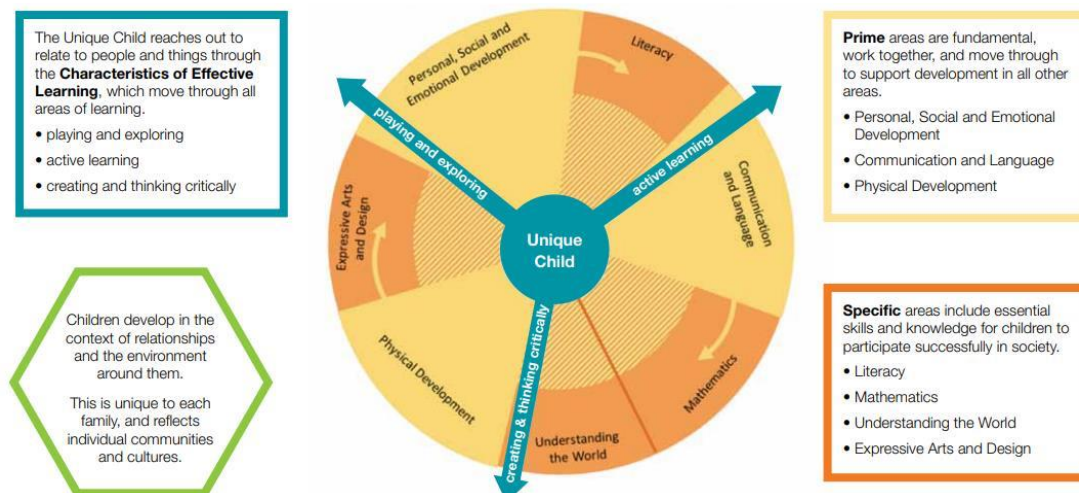 The Unique Child reaches out to
relate to people and things through
the Characteristics of Effective
Learning, which move through all
areas of learning.
• playing and exploring
• active learning
• creating and thinking critically
Children develop in the
context of relationships
and the environment
around them.
This is unique to each
family, and reflects
individual communities
and cultures.
Personal, Social and
Emotional Development
Literacy
playing and exploring
active learning
Communication
and Language
Expressive Arts
and Design
Unique
Child
Physical Development
creating & thinking critically
Mathematics
Understanding
the World
Prime areas are fundamental,
work together, and move through
to support development in all other
areas.
• Personal, Social and Emotional
Development
• Communication and Language
• Physical Development
Specific areas include essential
skills and knowledge for children to
participate successfully in society.
• Literacy
• Mathematics
• Understanding the World
• Expressive Arts and Design